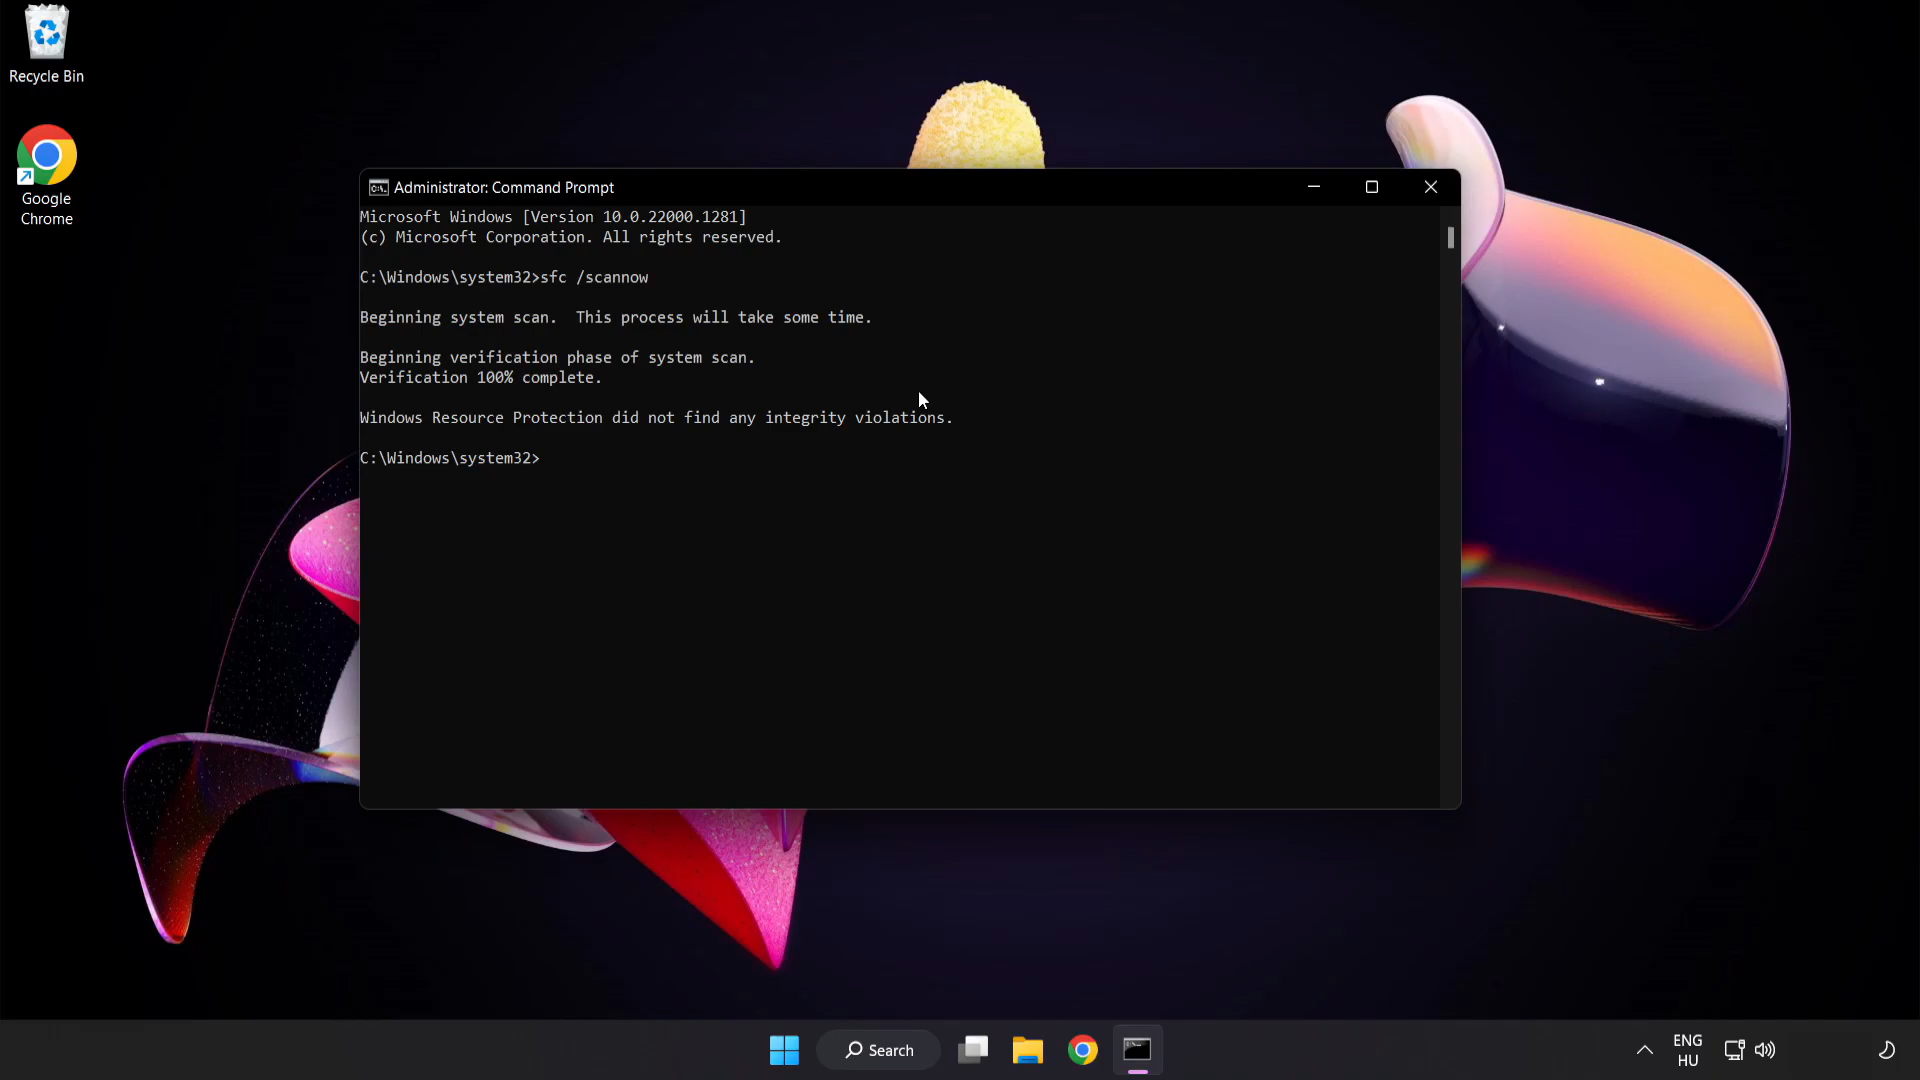 Recycle Bin
Google
Chrome
Administrator: Command Prompt
Microsoft Windows [Version 10.0.22000.1281]
(c) Microsoft Corporation. All rights reserved.
C:\Windows\system32>sfc /scannow
Beginning system scan.  This process will take some time.
Beginning verification phase of system scan.
Verification 100% complete.
Windows Resource Protection did not find any integrity violations.
C:\Windows\system32>
Search
ENG
HU